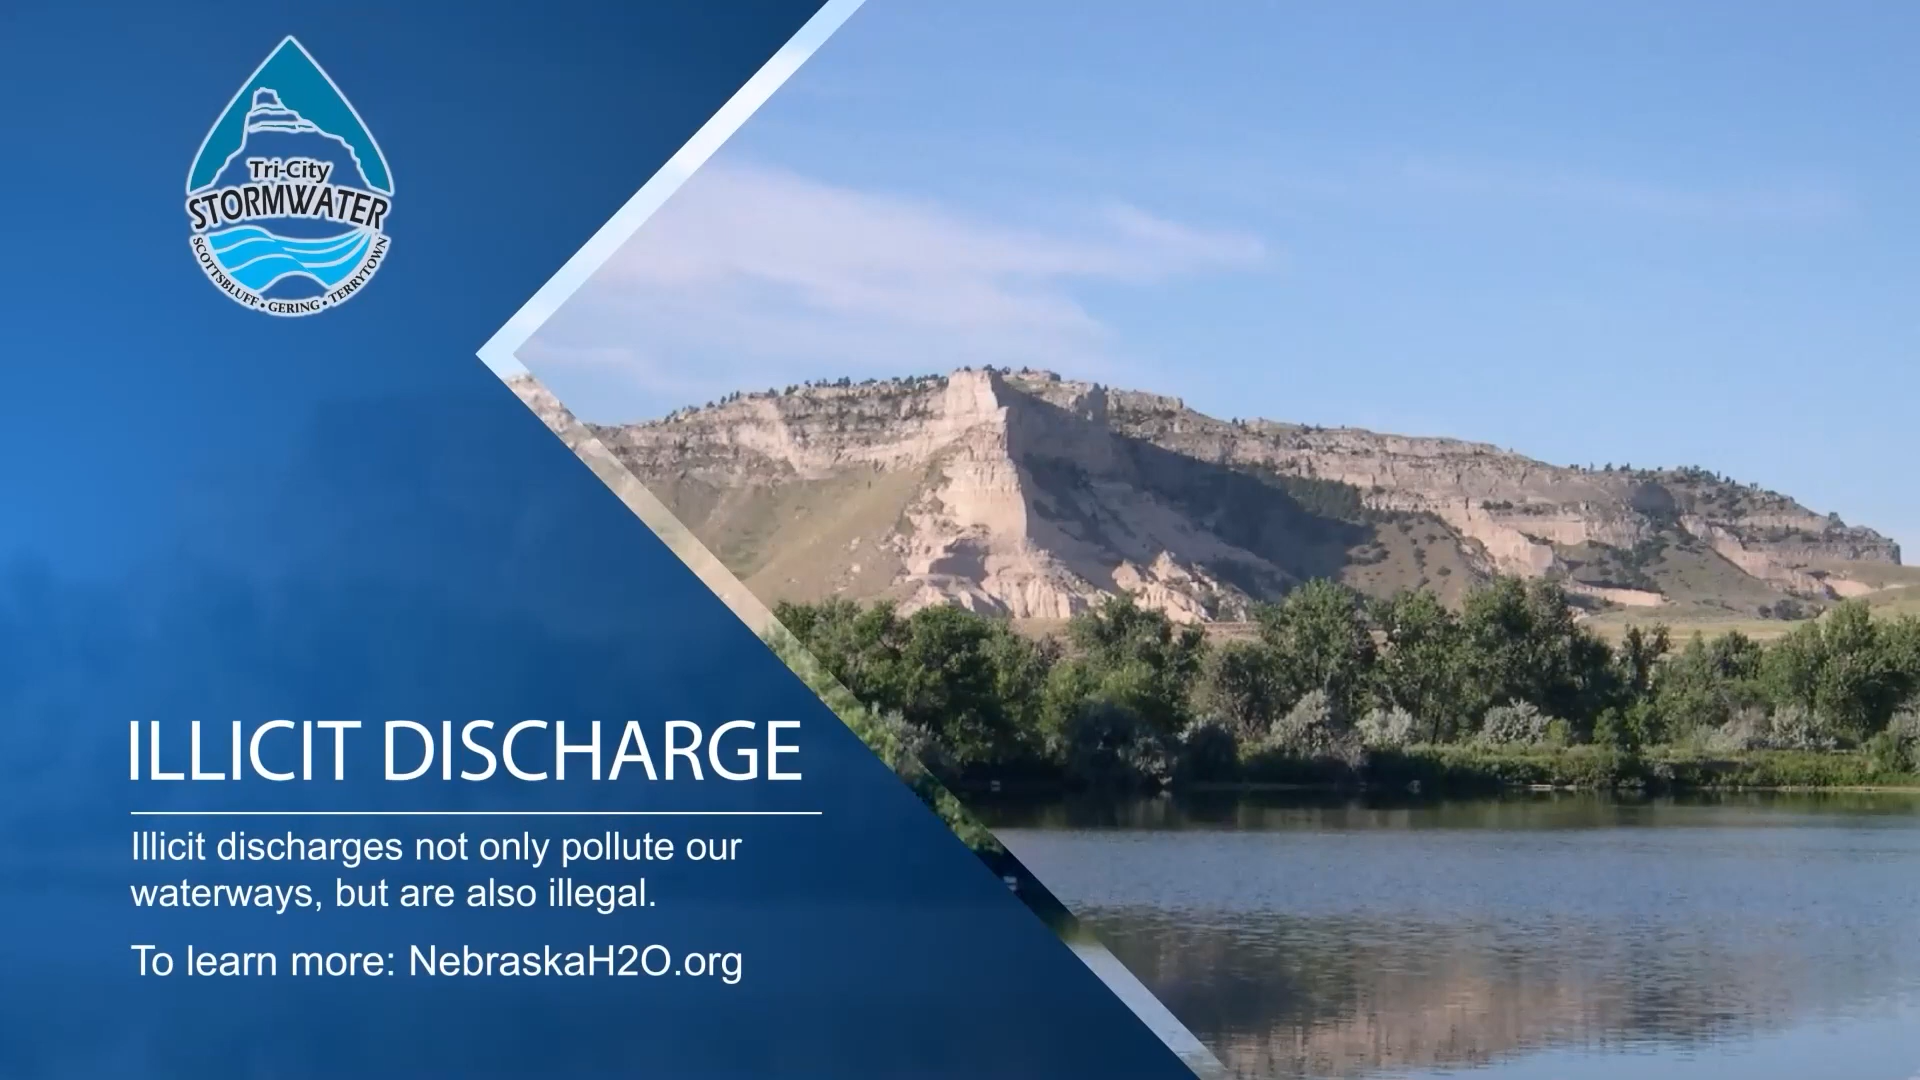 Tri-City
STORMWATER
SCOTTSBLUFF • GERING • TERRYTOWN
ILLICIT DISCHARGE
Illicit discharges not only pollute our
waterways, but are also illegal.
To learn more: NebraskaH2O.org